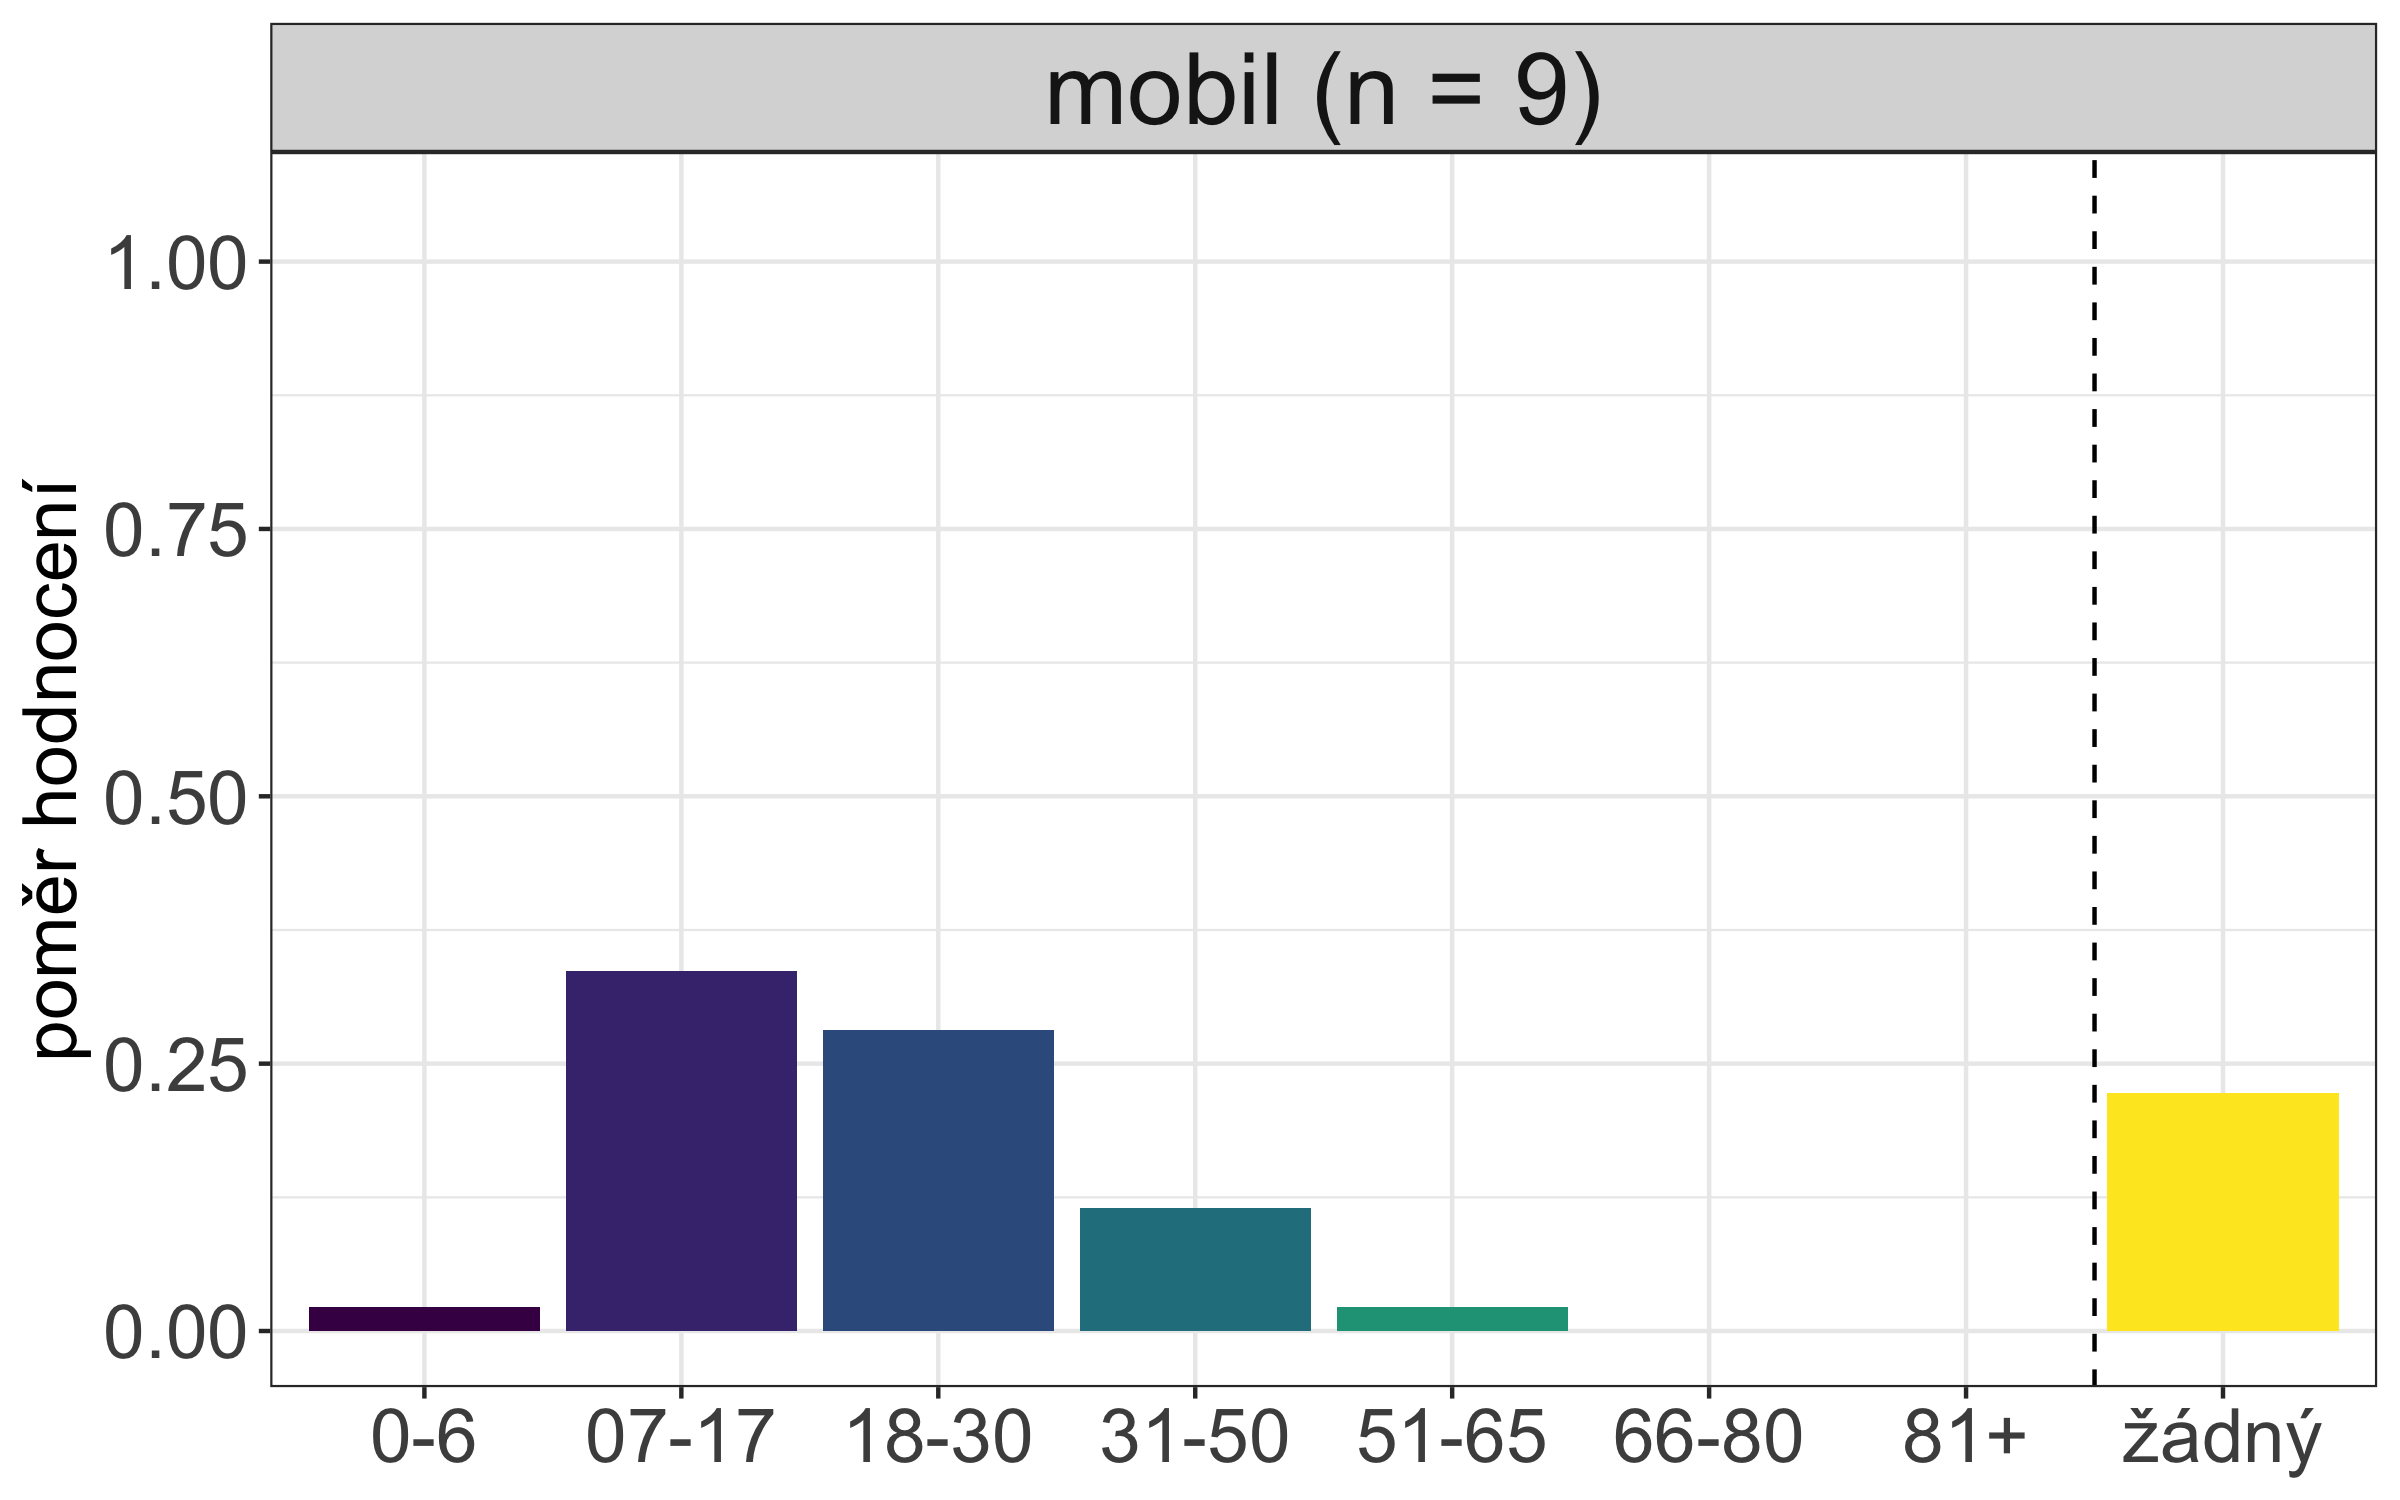 mobil (n = 9)
poměr hodnocení
1.00
0.75
0.50
0.25
0.00
0-6 07-17 18-30 31-50 51-65 66-80 81+ žádný